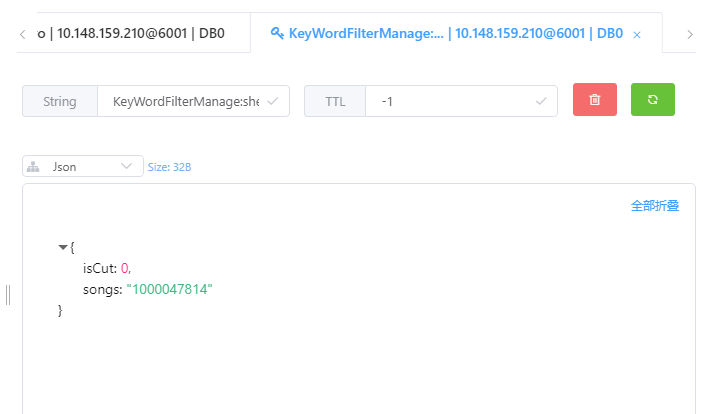 o | 10.148.159.210@6001 | DB0 KeyWordFilterManage:... | 10.148.159.210@6001 | DB0 ×
String KeyWordFilterManage:she TTL -1
Json Size: 32B
全部折叠
{
isCut: 0,
songs: "1000047814"
}